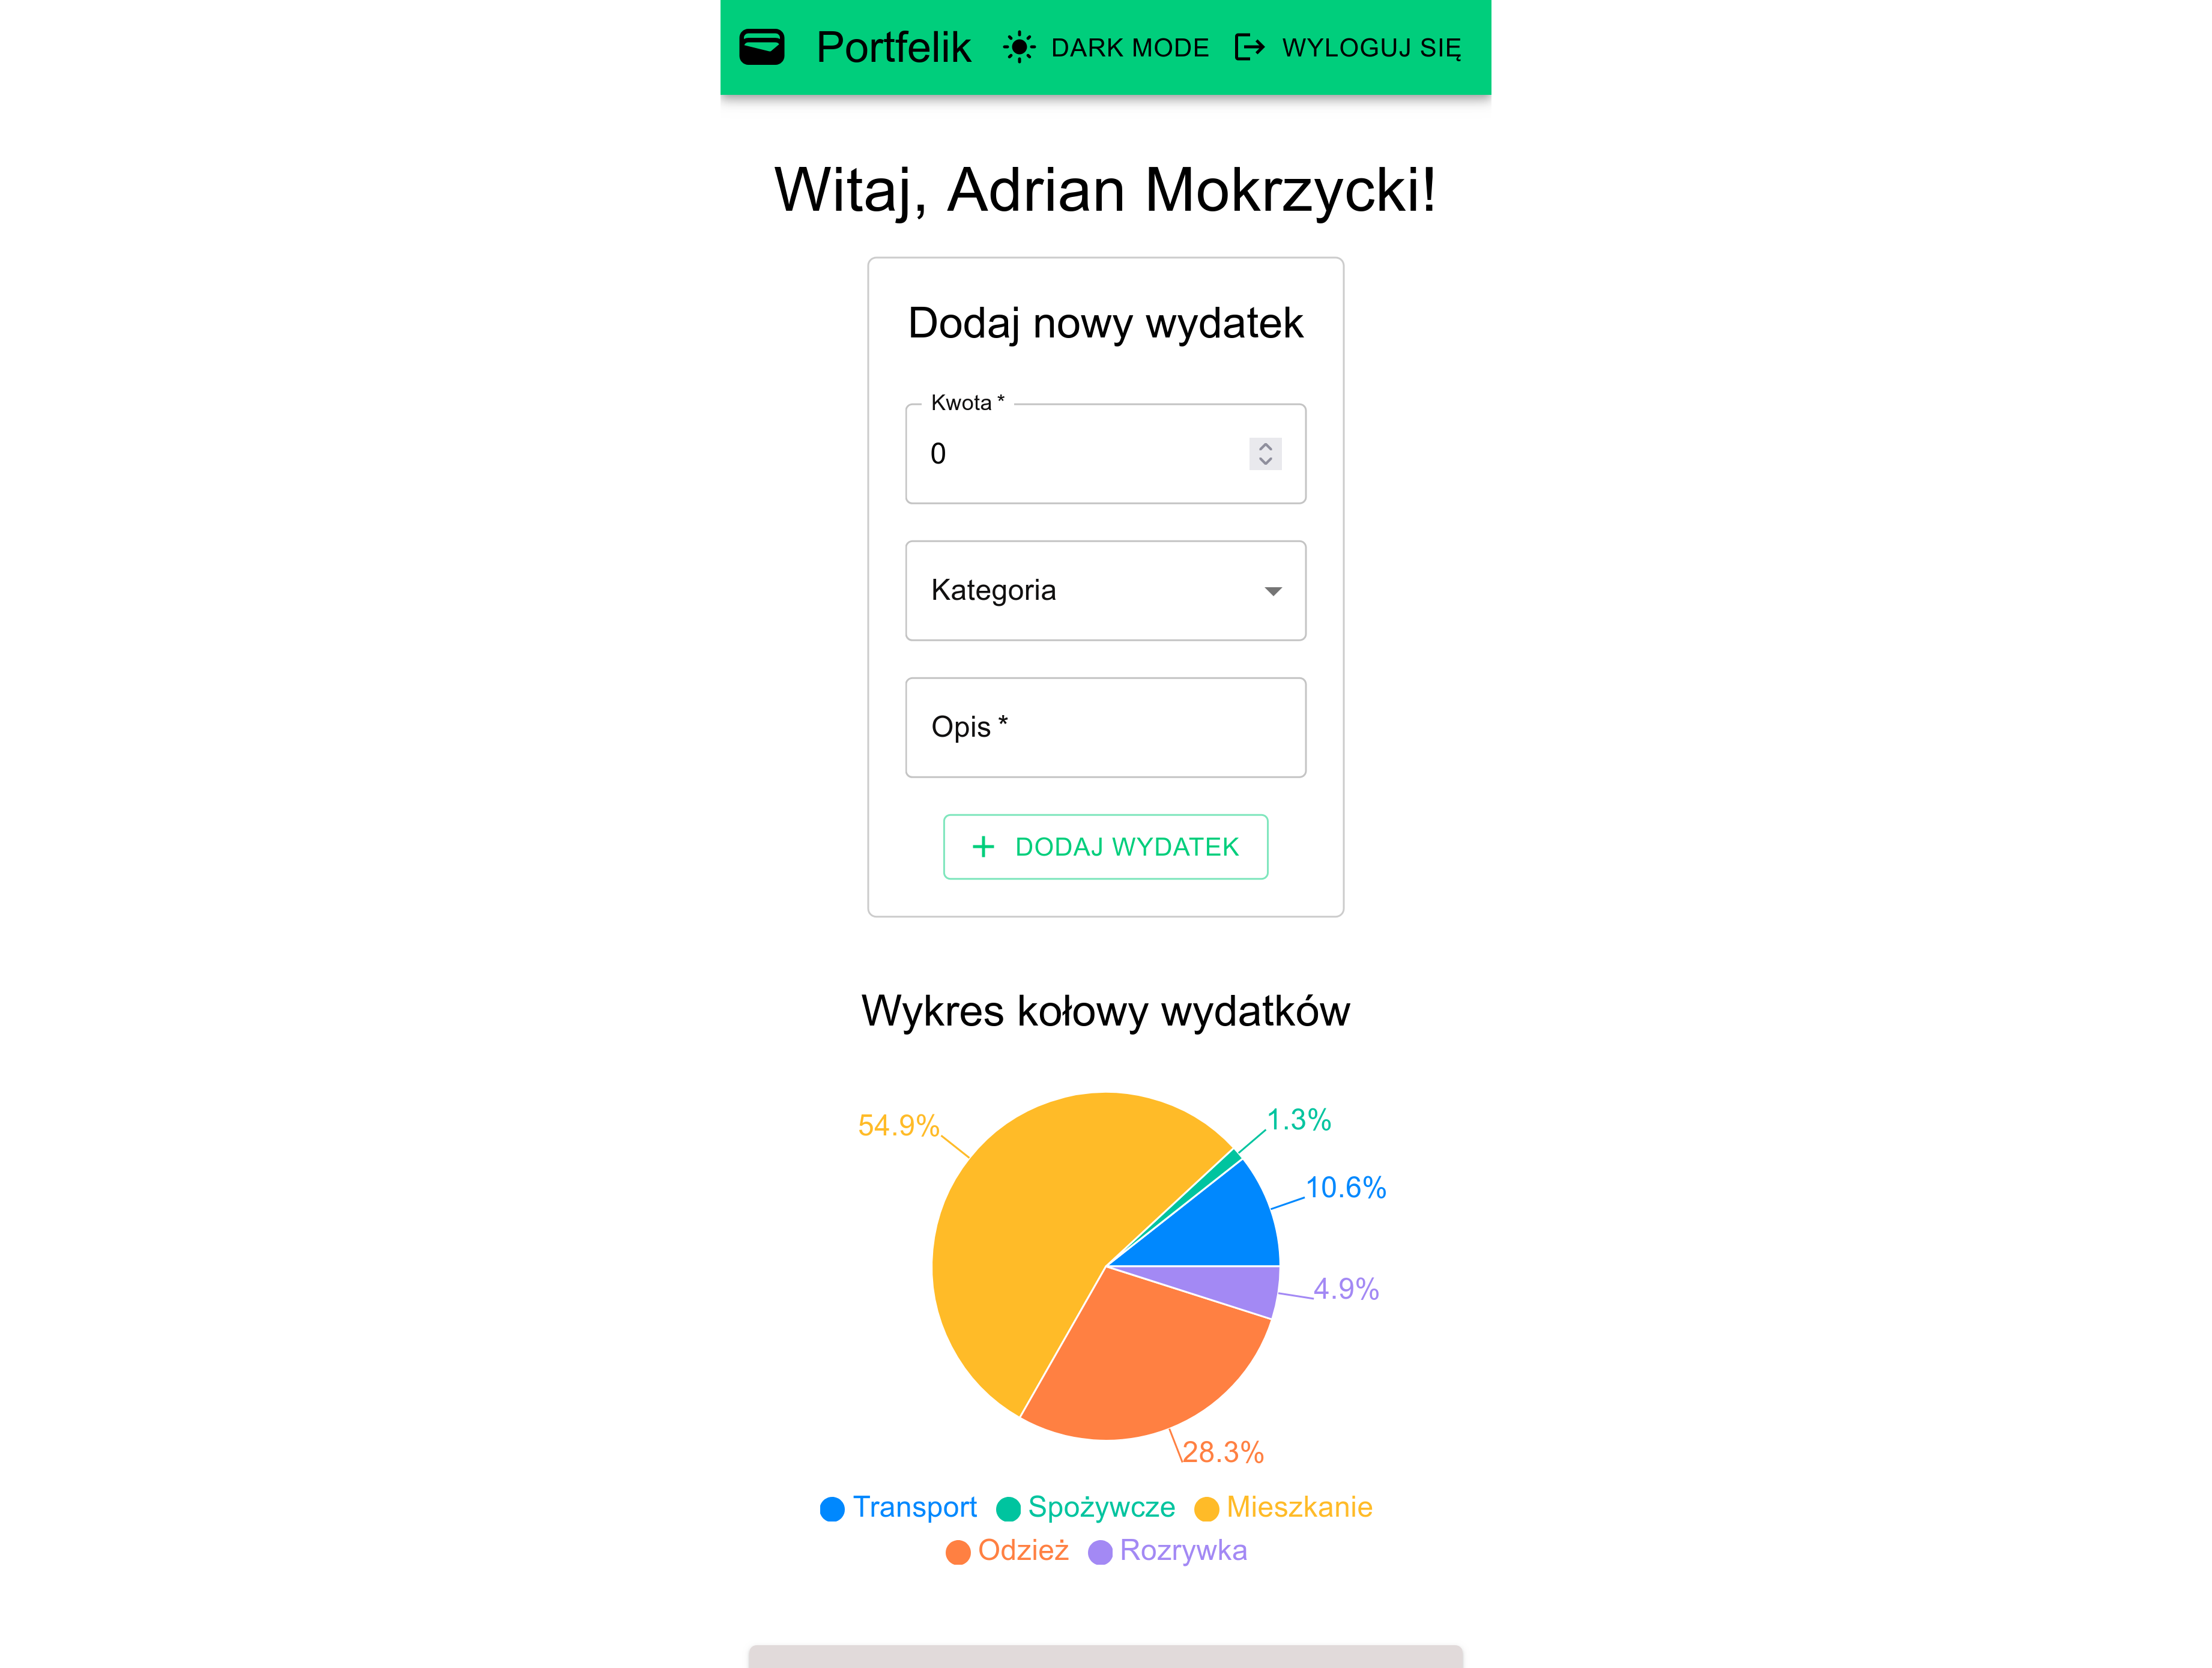 Portfelik DARK MODE WYLOGUJ SIĘ
Witaj, Adrian Mokrzycki!
Dodaj nowy wydatek
Kwota *
0
Kategoria
Opis *
+ DODAJ WYDATEK
Wykres kołowy wydatków
54.9%
1.3%
10.6%
4.9%
28.3%
Transport Spożywcze Mieszkanie
Odzież Rozrywka